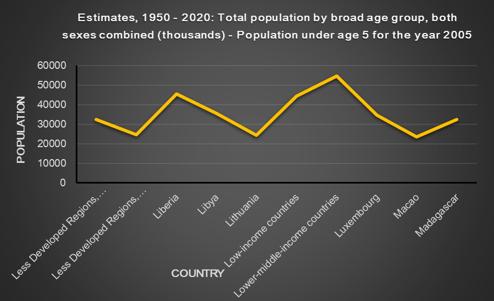 Estimates, 1950 - 2020: Total population by broad age group, both
sexes combined (thousands) - Population under age 5 for the year 2005
60000
50000
40000
30000
20000
10000
0
POPULATION
Less Developed Regions,…
Less Developed Regions,…
Liberia
Libya
Lithuania
Low-income countries
Lower-middle-income countries
Luxembourg
Macao
Madagascar
COUNTRY